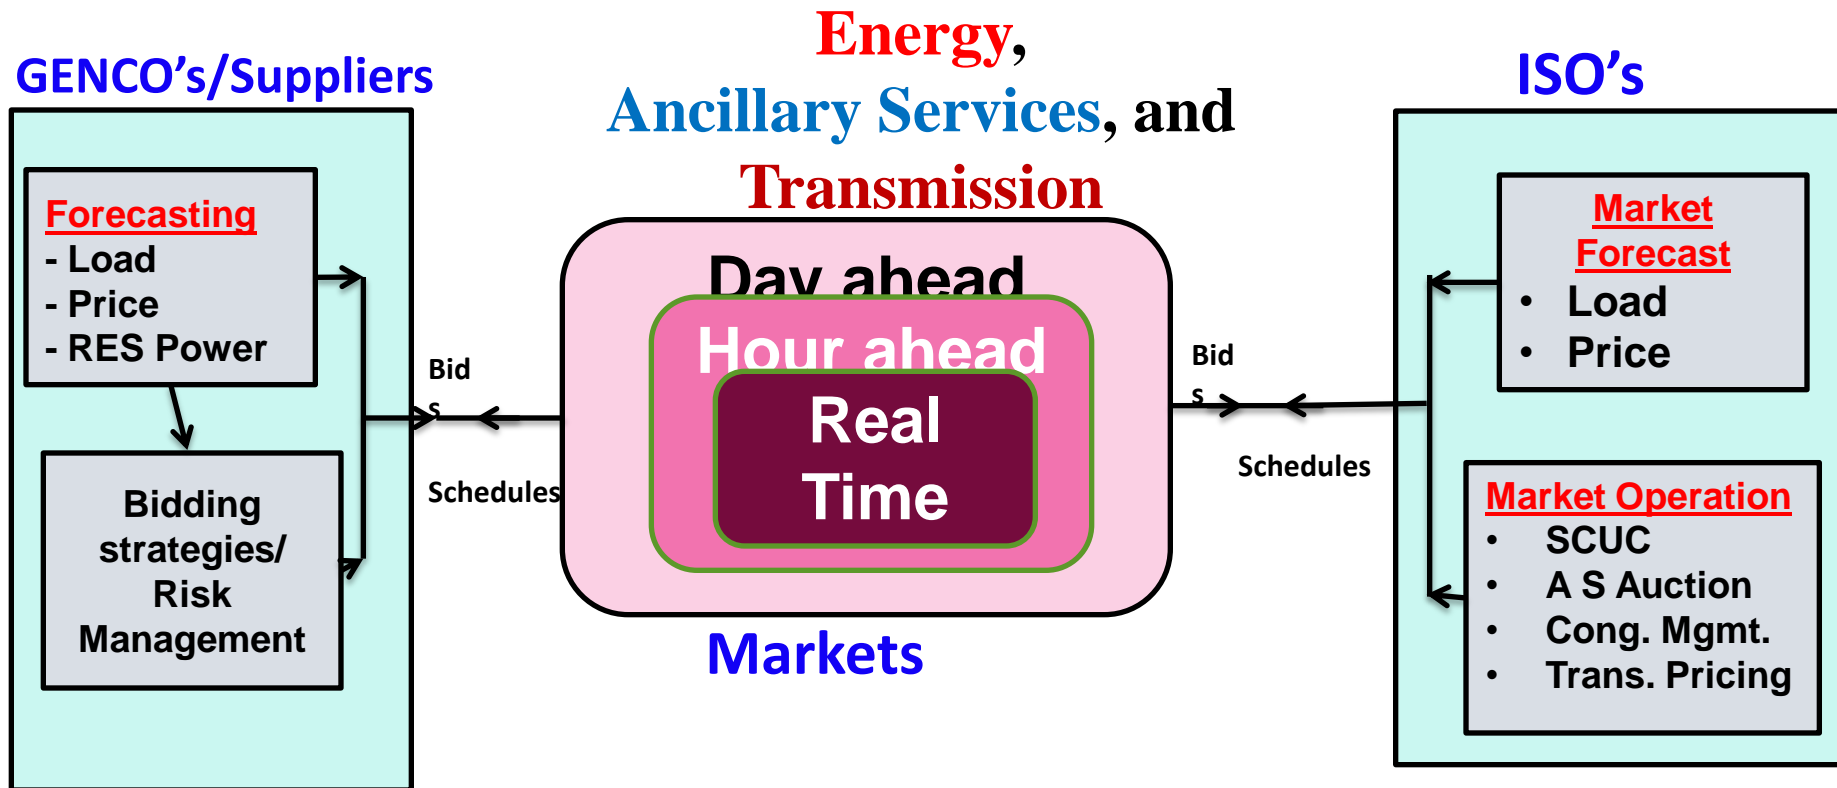 Energy,
Ancillary Services, and
Transmission
GENCO's/Suppliers
Forecasting
- Load
- Price
- RES Power
Bidding
strategies/
Risk
Management
Bid
s
Schedules
Day ahead
Hour ahead
Real
Time
Markets
Bid
s
Schedules
ISO's
Market
Forecast
• Load
• Price
Market Operation
• SCUC
• A S Auction
• Cong. Mgmt.
• Trans. Pricing